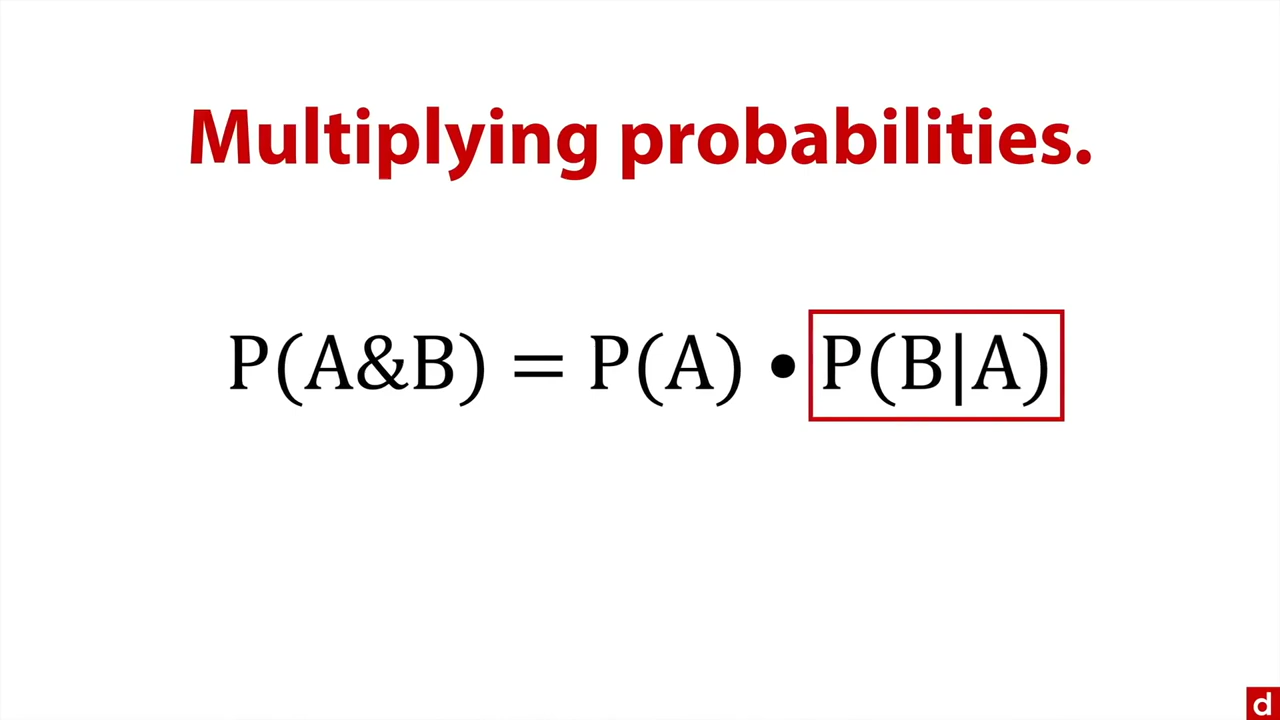 Multiplying probabilities.
P(A&B) = P(A) • P(B|A)
d